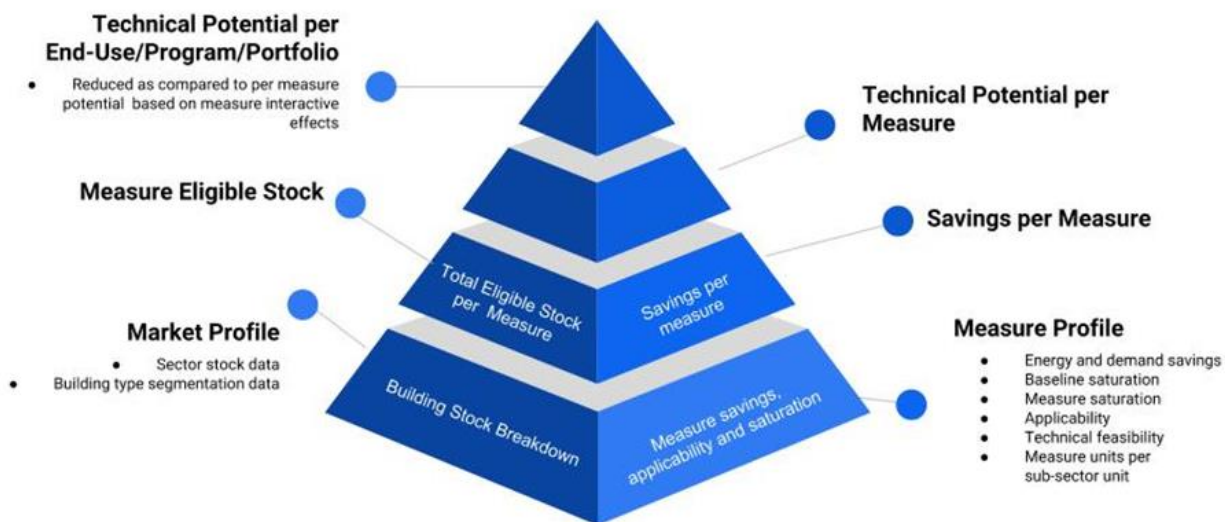 Technical Potential per
End-Use/Program/Portfolio
● Reduced as compared to per measure
potential based on measure interactive
effects
Technical Potential per
Measure
Measure Eligible Stock
Savings per Measure
Total Eligible Stock
per Measure
Savings per
measure
Market Profile
● Sector stock data
● Building type segmentation data
Building Stock Breakdown
Measure savings,
applicability and saturation
Measure Profile
● Energy and demand savings
● Baseline saturation
● Measure saturation
● Applicability
● Technical feasibility
● Measure units per
sub-sector unit